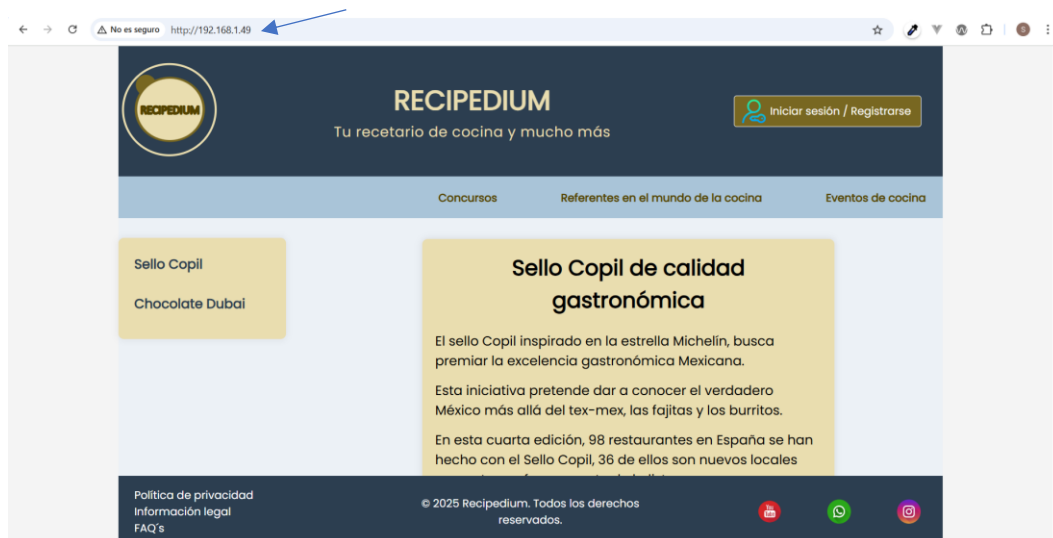 No es seguro http://192.168.1.49
S
RECIPEDIUM
RECIPEDIUM
Tu recetario de cocina y mucho más
Iniciar sesión / Registrarse
Concursos Referentes en el mundo de la cocina Eventos de cocina
Sello Copil
Chocolate Dubai
Sello Copil de calidad
gastronómica
El sello Copil inspirado en la estrella Michelín, busca
premiar la excelencia gastronómica Mexicana.
Esta iniciativa pretende dar a conocer el verdadero
México más allá del tex-mex, las fajitas y los burritos.
En esta cuarta edición, 98 restaurantes en España se han
hecho con el Sello Copil, 36 de ellos son nuevos locales
Política de privacidad
Información legal
FAQ´s
© 2025 Recipedium. Todos los derechos
reservados.
You
Tube